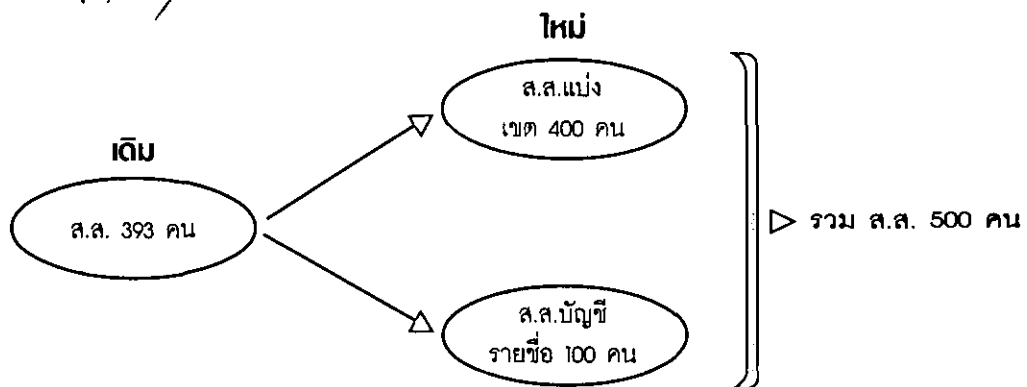 ใหม่
ส.ส.แบ่ง
เขต 400 คน
เดิม
ส.ส. 393 คน
รวม ส.ส. 500 คน
ส.ส.บัญชี
รายชื่อ 100 คน